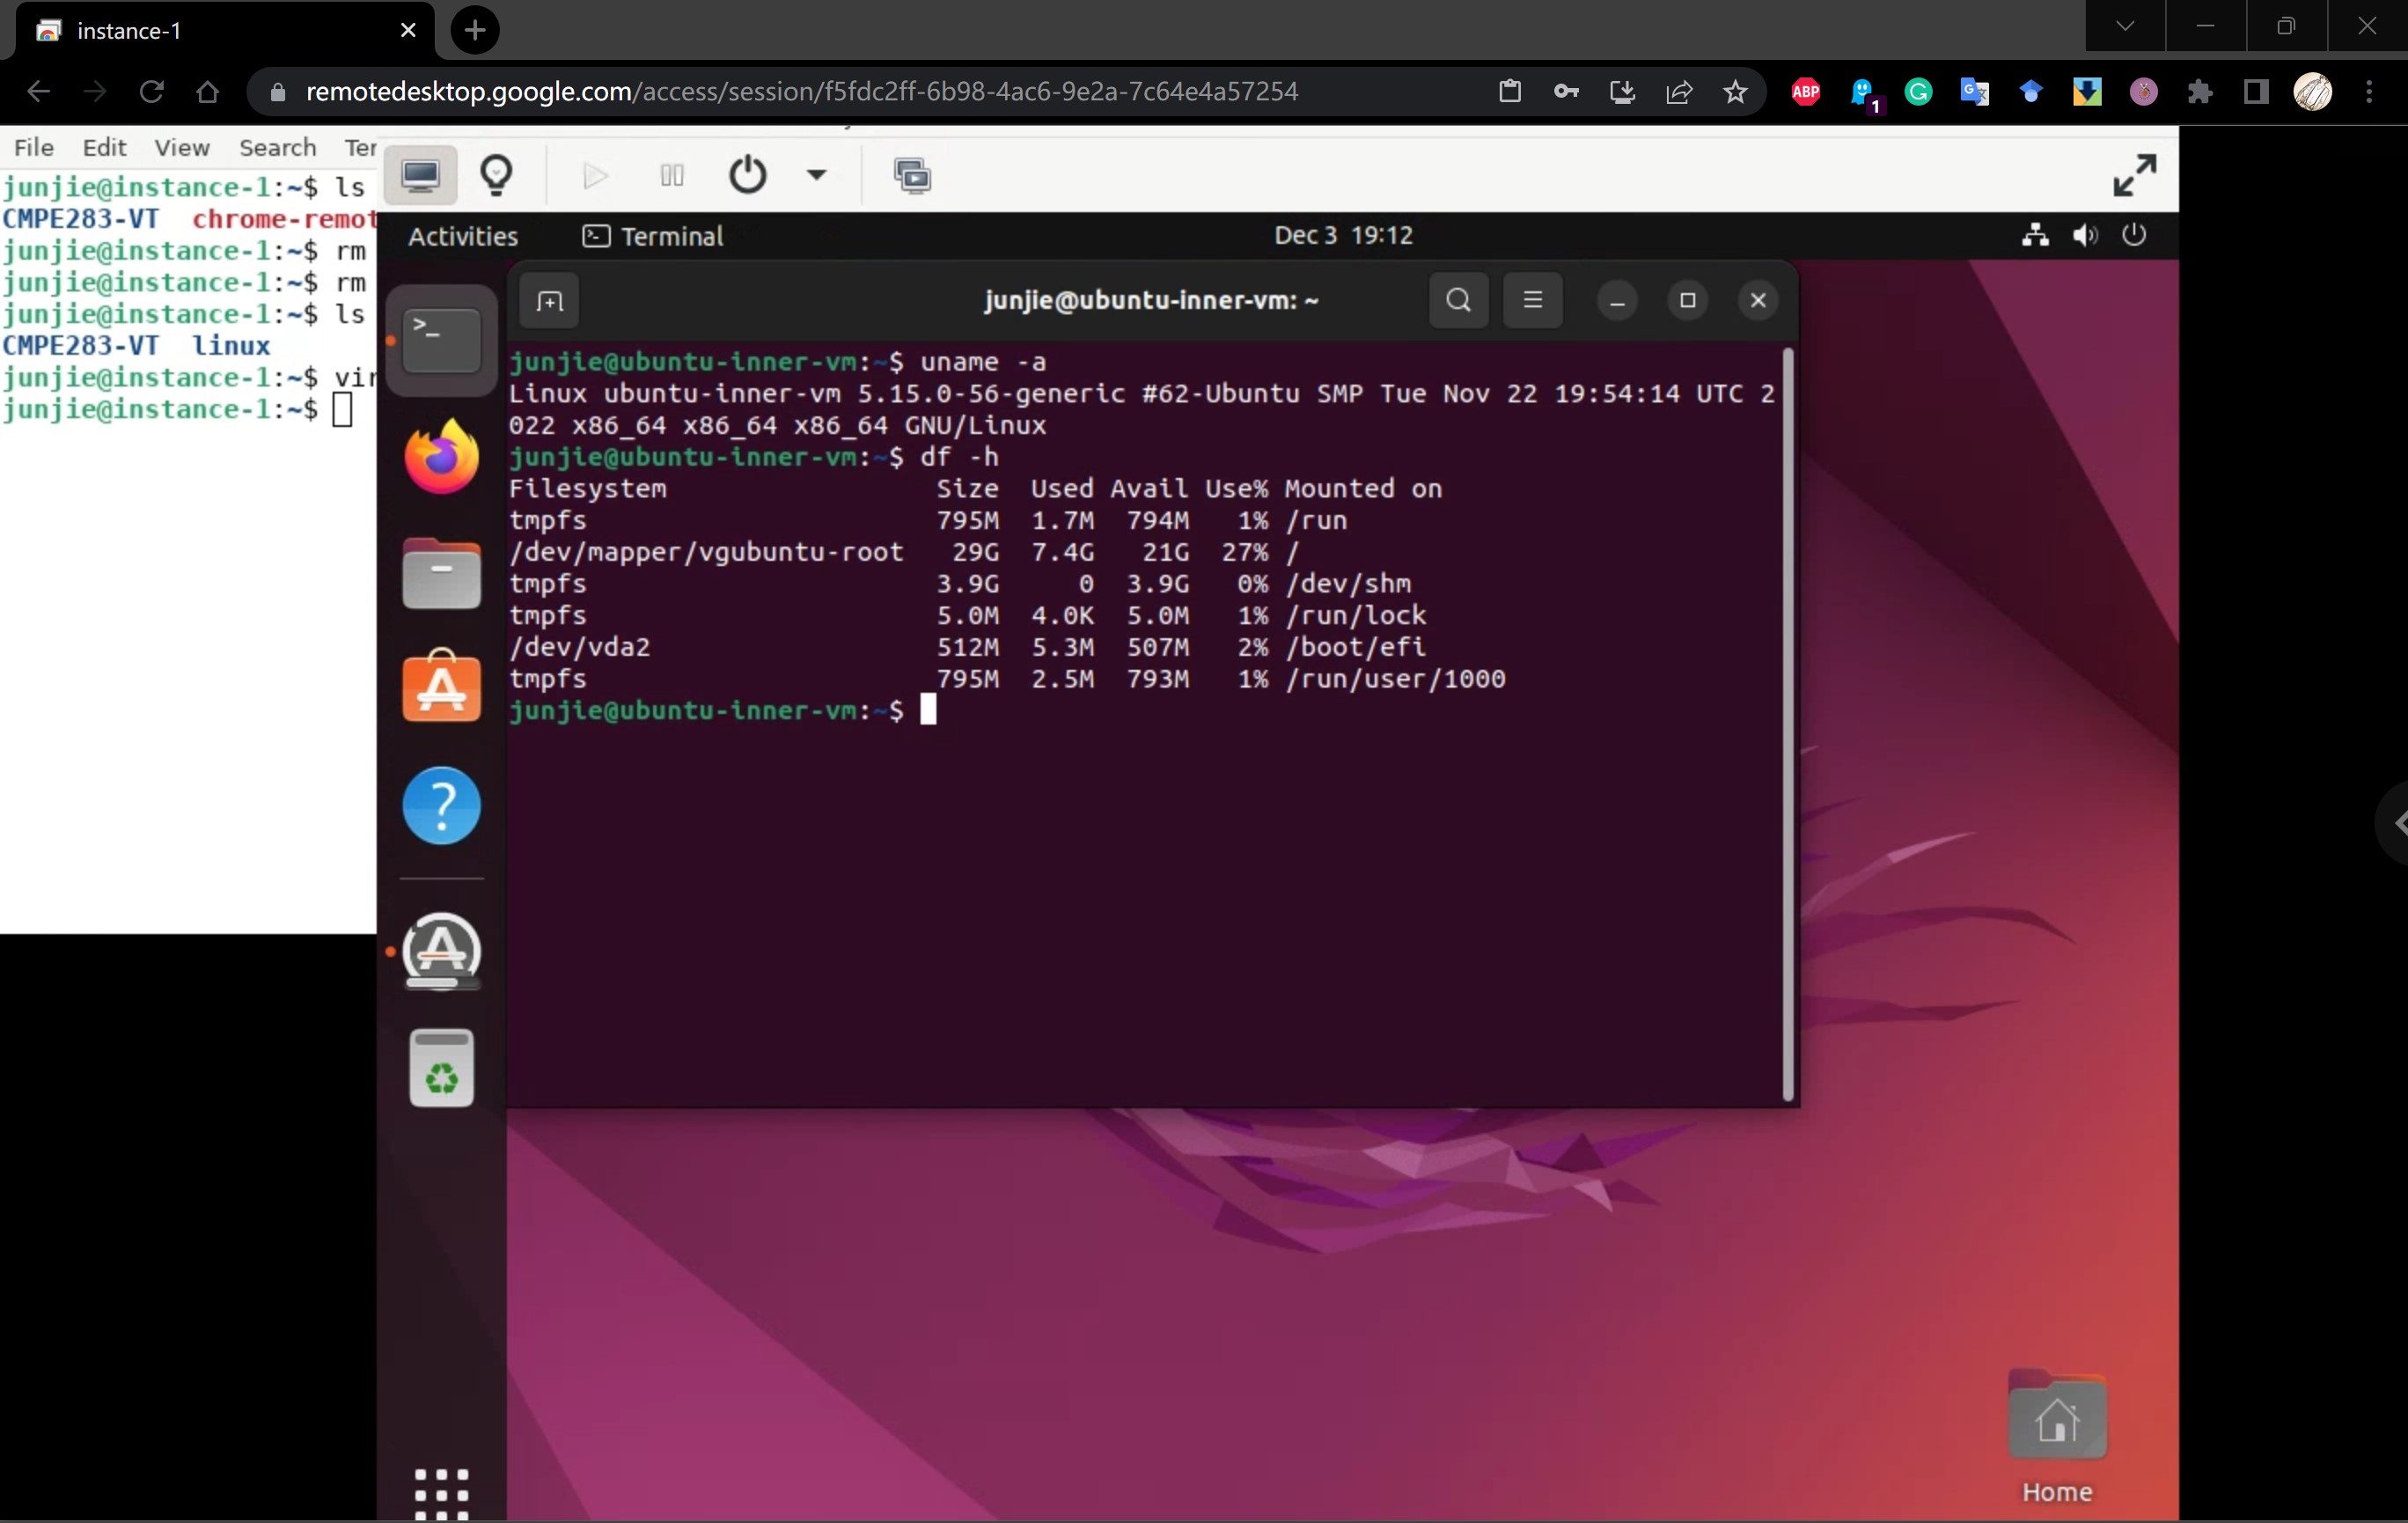 instance-1
remotedesktop.google.com/access/session/f5fdc2ff-6b98-4ac6-9e2a-7c64e4a57254
ABP
1
File Edit View Search Ter
junjie@instance-1:~$ ls
CMPE283-VT chrome-remot
junjie@instance-1:~$ rm
junjie@instance-1:~$ rm
junjie@instance-1:~$ ls
CMPE283-VT linux
junjie@instance-1:~$ vir
junjie@instance-1:~$
Activities Terminal Dec 3 19:12
junjie@ubuntu-inner-vm: ~
junjie@ubuntu-inner-vm:~$ uname -a
Linux ubuntu-inner-vm 5.15.0-56-generic #62-Ubuntu SMP Tue Nov 22 19:54:14 UTC 2
022 x86_64 x86_64 x86_64 GNU/Linux
junjie@ubuntu-inner-vm:~$ df -h
Filesystem Size Used Avail Use% Mounted on
tmpfs 795M 1.7M 794M 1% /run
/dev/mapper/vgubuntu-root 29G 7.4G 21G 27% /
tmpfs 3.9G 0 3.9G 0% /dev/shm
tmpfs 5.0M 4.0K 5.0M 1% /run/lock
/dev/vda2 512M 5.3M 507M 2% /boot/efi
tmpfs 795M 2.5M 793M 1% /run/user/1000
junjie@ubuntu-inner-vm:~$
Home